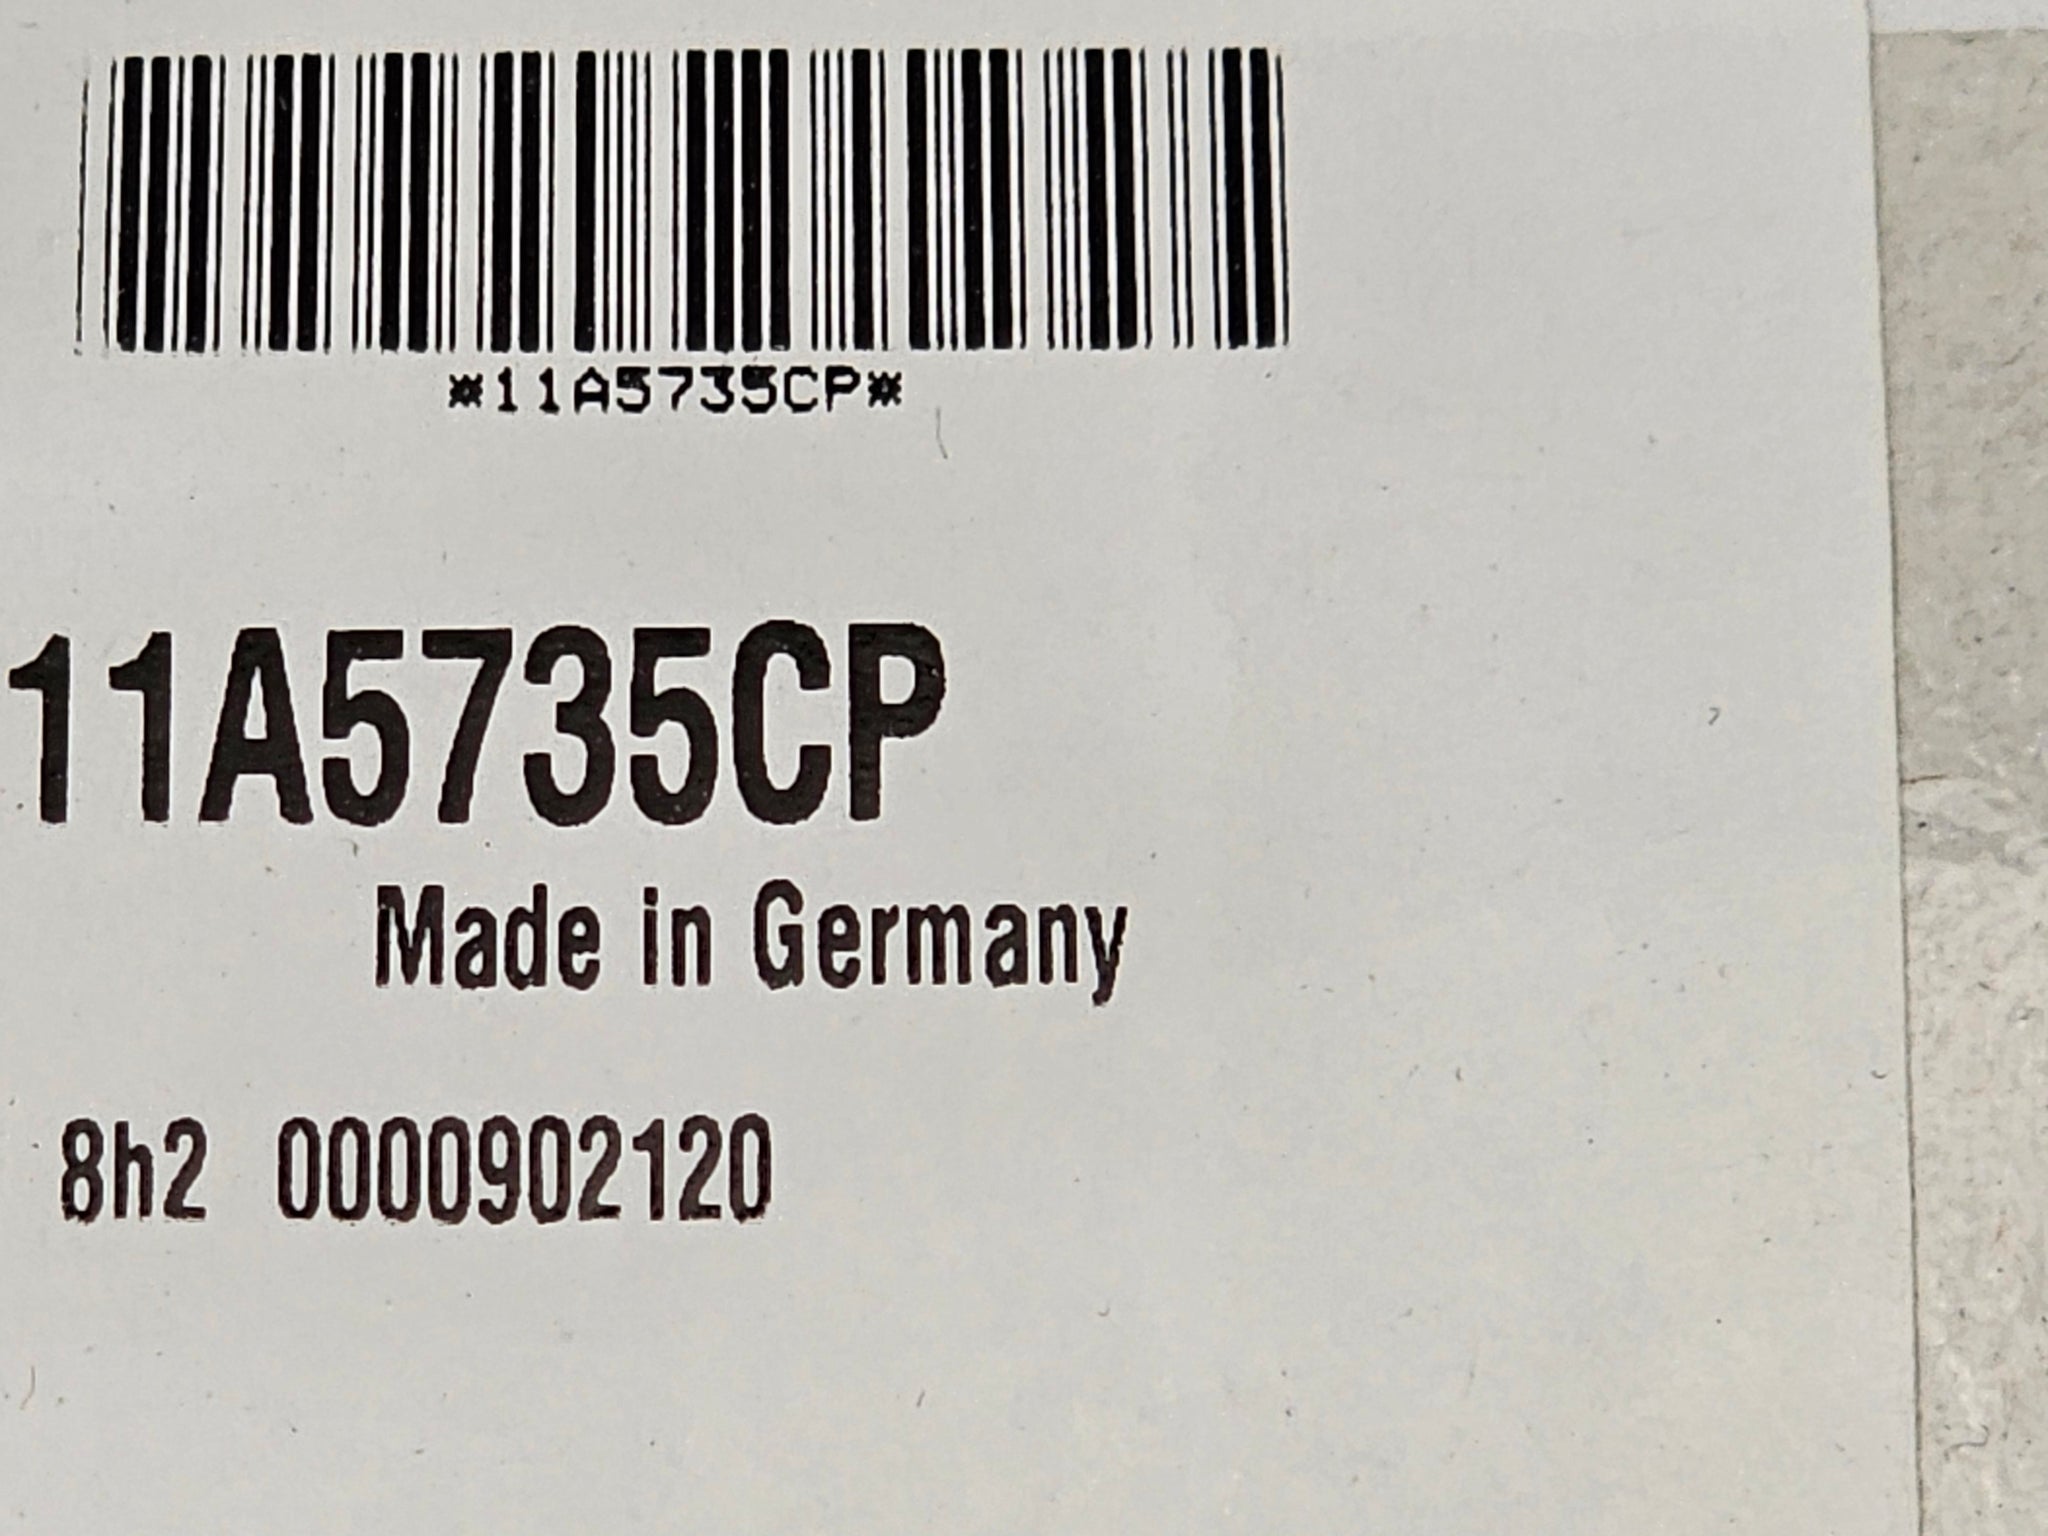 *11A5735CP*
11A5735CP
Made in Germany
8h2 0000902120